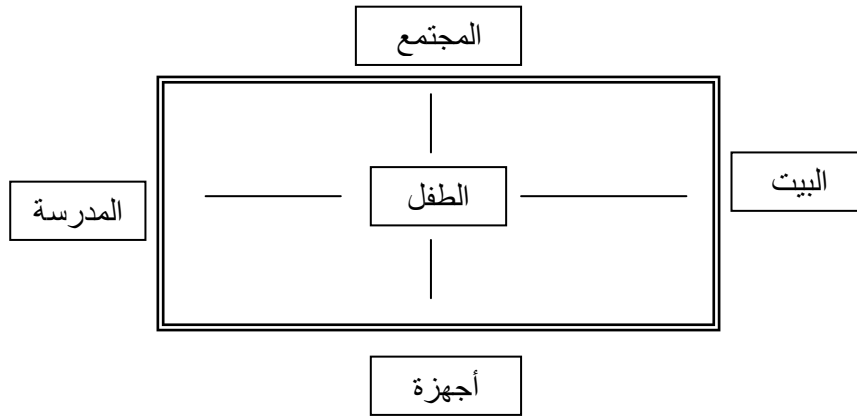 المجتمع
البيت
الطفل
المدرسة
أجهزة